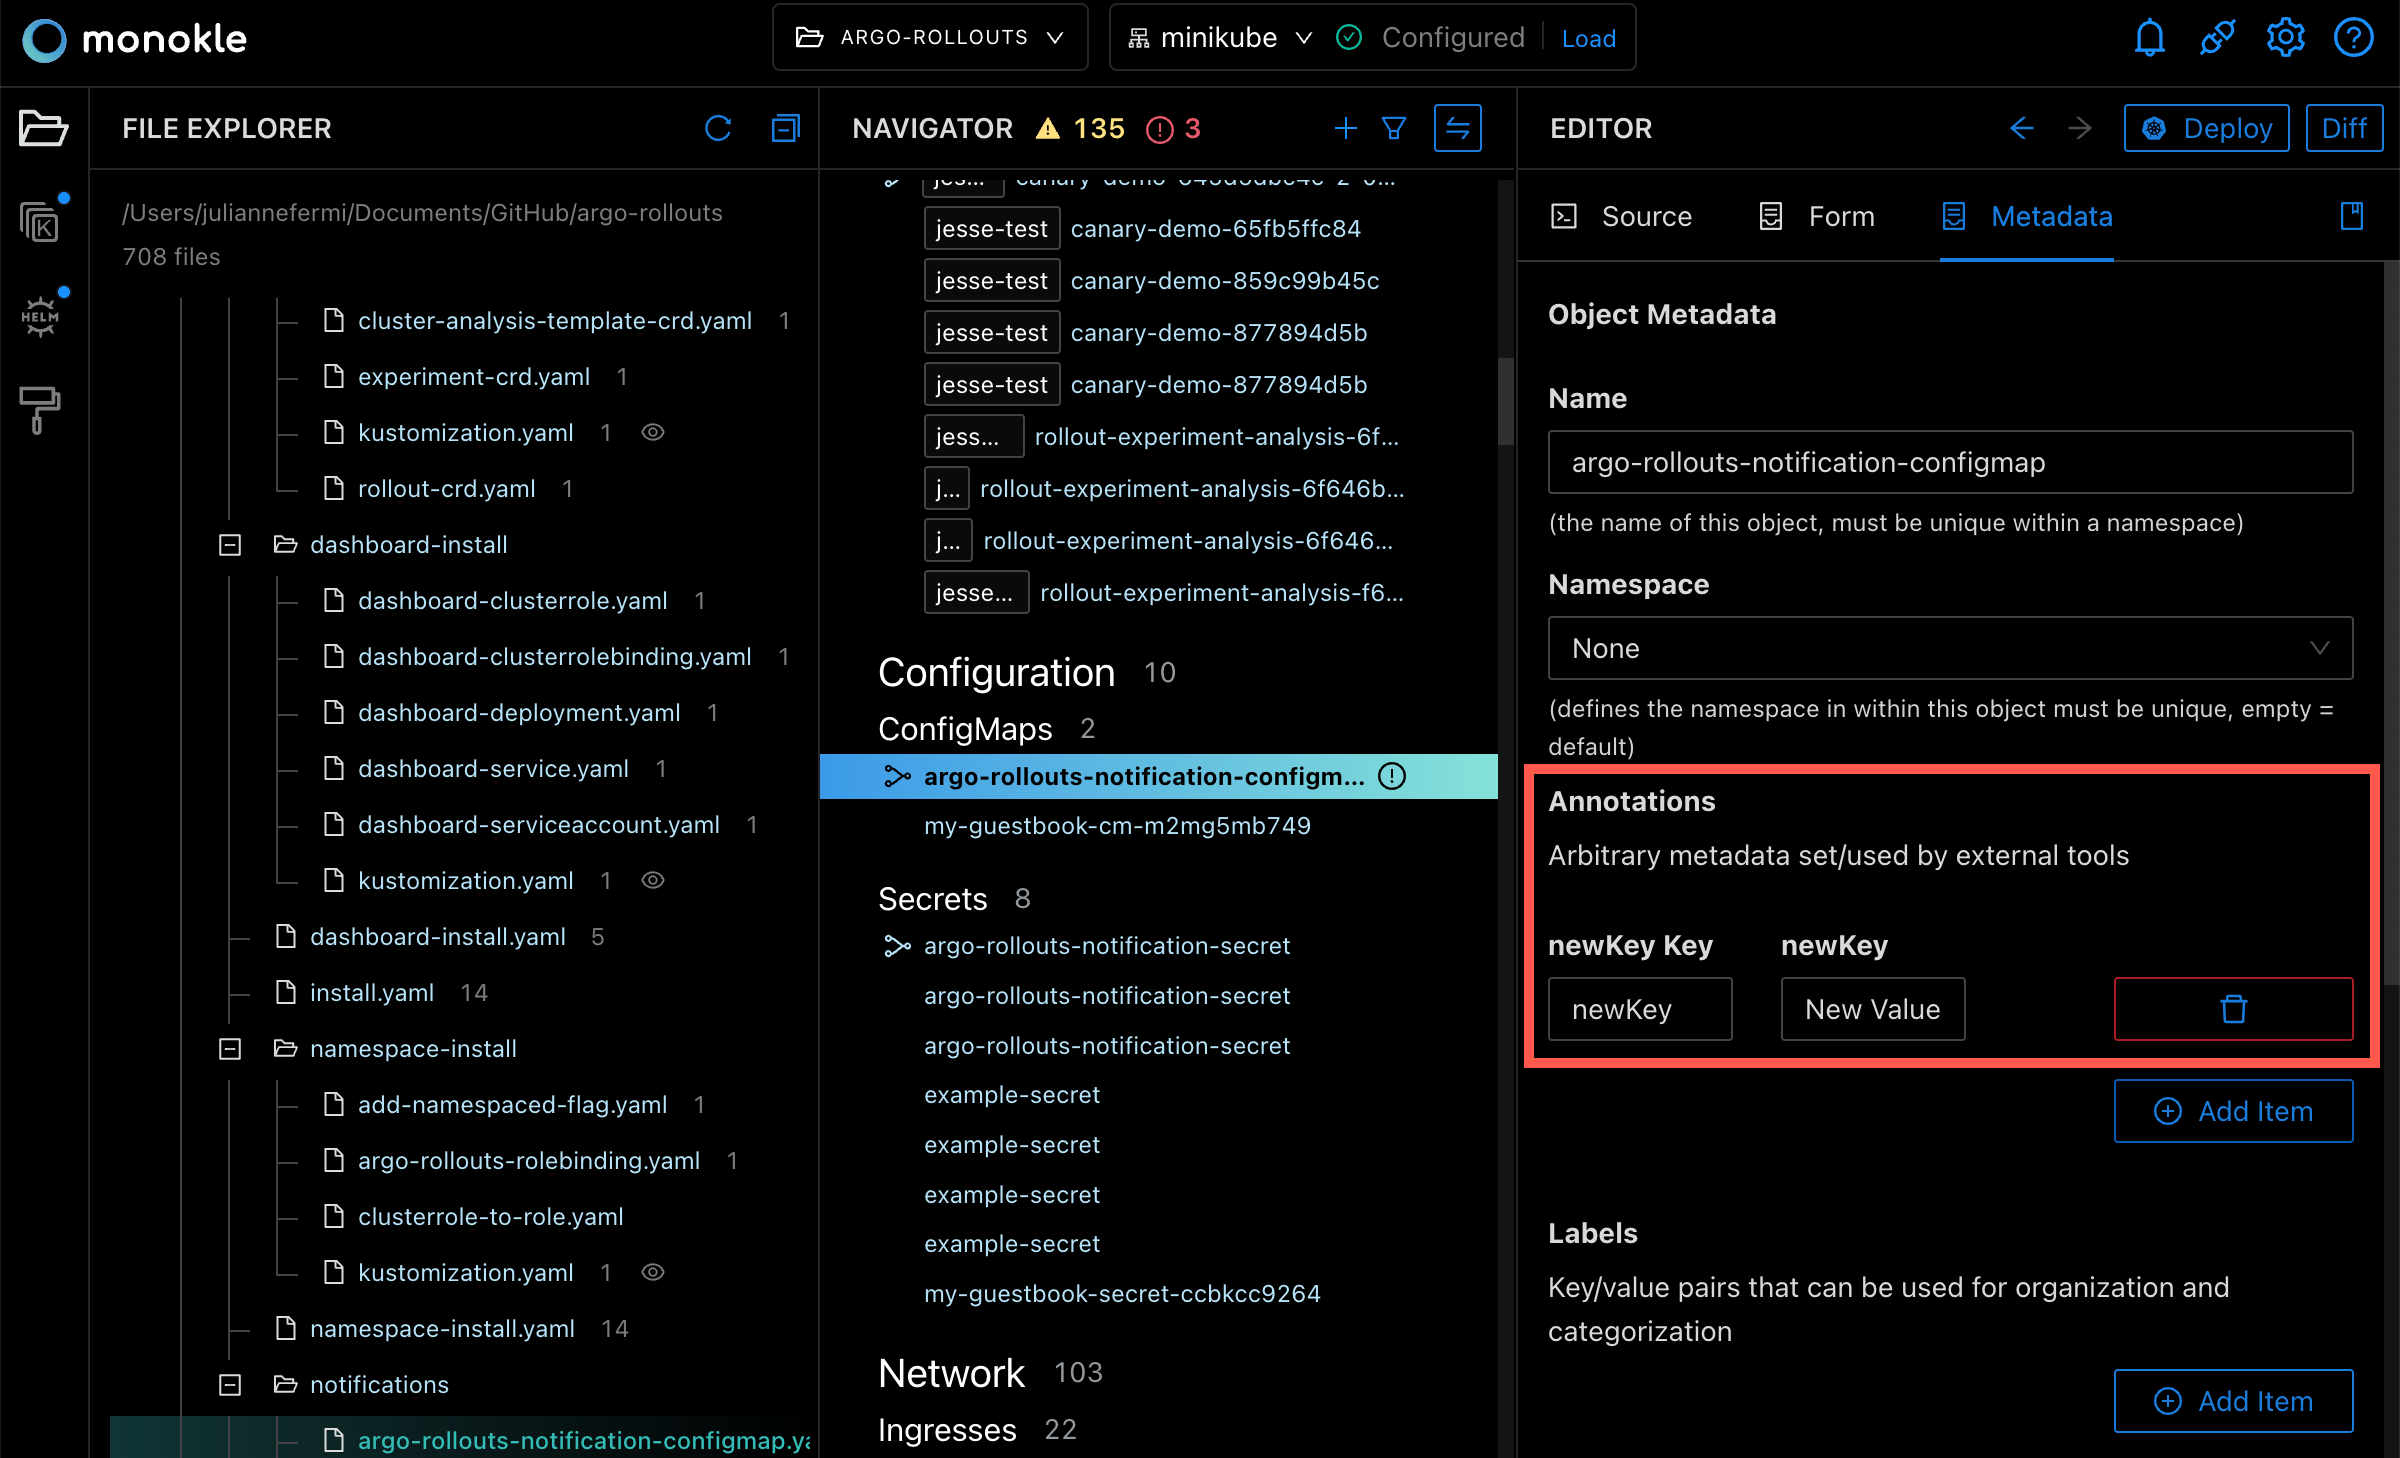 monokle
ARGO-ROLLOUTS
minikube Configured Load
FILE EXPLORER
/Users/juliannefermi/Documents/GitHub/argo-rollouts
708 files
cluster-analysis-template-crd.yaml 1
experiment-crd.yaml 1
kustomization.yaml 1
rollout-crd.yaml 1
dashboard-install
dashboard-clusterrole.yaml 1
dashboard-clusterrolebinding.yaml 1
dashboard-deployment.yaml 1
dashboard-service.yaml 1
dashboard-serviceaccount.yaml 1
kustomization.yaml 1
dashboard-install.yaml 5
install.yaml 14
namespace-install
add-namespaced-flag.yaml 1
argo-rollouts-rolebinding.yaml 1
clusterrole-to-role.yaml
kustomization.yaml 1
namespace-install.yaml 14
notifications
argo-rollouts-notification-configmap.ya
K
HELM
NAVIGATOR 135 3
jes...
jesse-test canary-demo-65fb5ffc84
jesse-test canary-demo-859c99b45c
jesse-test canary-demo-877894d5b
jesse-test canary-demo-877894d5b
jess... rollout-experiment-analysis-6f...
j... rollout-experiment-analysis-6f646b...
j... rollout-experiment-analysis-6f646...
jesse... rollout-experiment-analysis-f6...
Configuration 10
ConfigMaps 2
argo-rollouts-notification-configm...
my-guestbook-cm-m2mg5mb749
Secrets 8
argo-rollouts-notification-secret
argo-rollouts-notification-secret
argo-rollouts-notification-secret
example-secret
example-secret
example-secret
example-secret
my-guestbook-secret-ccbkcc9264
Network 103
Ingresses 22
EDITOR
Deploy
Diff
Source Form Metadata
Object Metadata
Name
argo-rollouts-notification-configmap
(the name of this object, must be unique within a namespace)
Namespace
None
(defines the namespace in within this object must be unique, empty =
default)
Annotations
Arbitrary metadata set/used by external tools
newKey Key newKey
newKey New Value
Add Item
Labels
Key/value pairs that can be used for organization and
categorization
Add Item